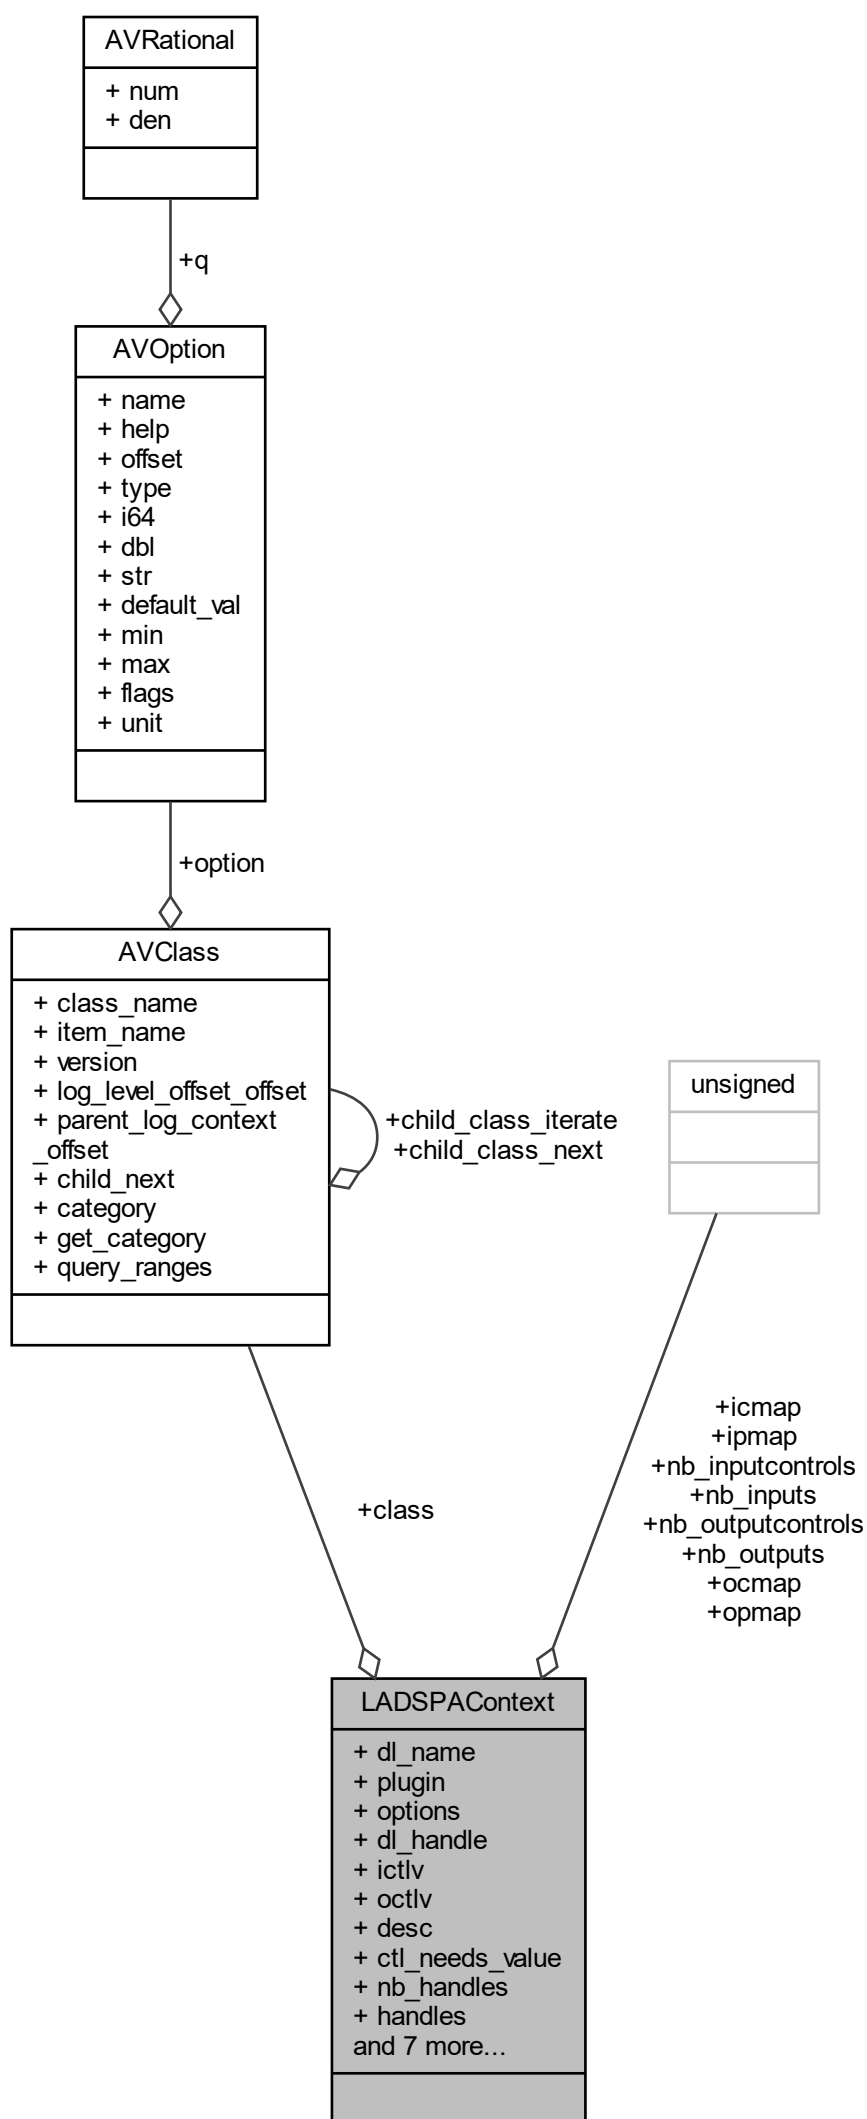 AVRational
+ num
+ den
+q
AVOption
+ name
+ help
+ offset
+ type
+ i64
+ dbl
+ str
+ default_val
+ min
+ max
+ flags
+ unit
+option
AVClass
+ class_name
+ item_name
+ version
+ log_level_offset_offset
+ parent_log_context
_offset
+ child_next
+ category
+ get_category
+ query_ranges
+child_class_iterate
+child_class_next
unsigned
+class
+icmap
+ipmap
+nb_inputcontrols
+nb_inputs
+nb_outputcontrols
+nb_outputs
+ocmap
+opmap
LADSPAContext
+ dl_name
+ plugin
+ options
+ dl_handle
+ ictlv
+ octlv
+ desc
+ ctl_needs_value
+ nb_handles
+ handles
and 7 more...